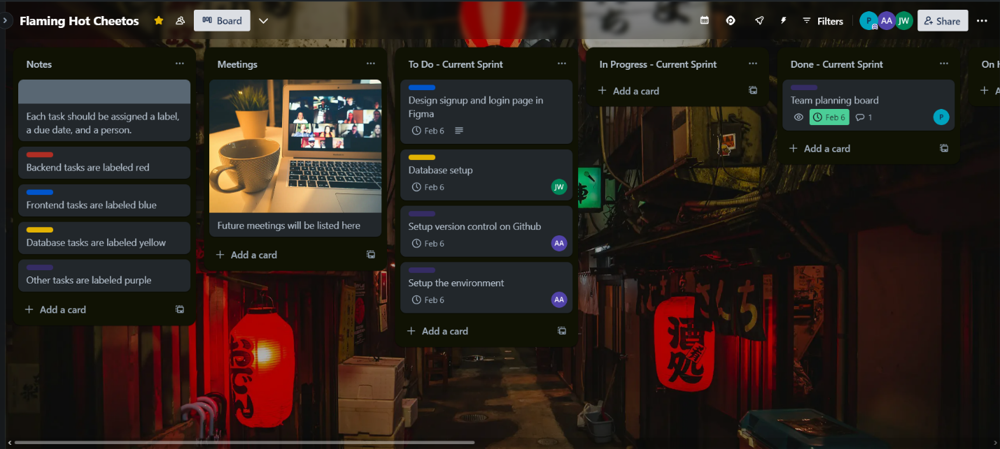 Flaming Hot Cheetos
Board
Filters
P
AA
JW
Share
Notes
Each task should be assigned a label,
a due date, and a person.
Backend tasks are labeled red
Frontend tasks are labeled blue
Database tasks are labeled yellow
Other tasks are labeled purple
Add a card
Meetings
Future meetings will be listed here
Add a card
To Do - Current Sprint
Design signup and login page in
Figma
Feb 6
Database setup
Feb 6
JW
Setup version control on Github
Feb 6
AA
Setup the environment
Feb 6
AA
Add a card
In Progress - Current Sprint
Add a card
Done - Current Sprint
Team planning board
Feb 6
1
P
Add a card
On
おでん
酒処